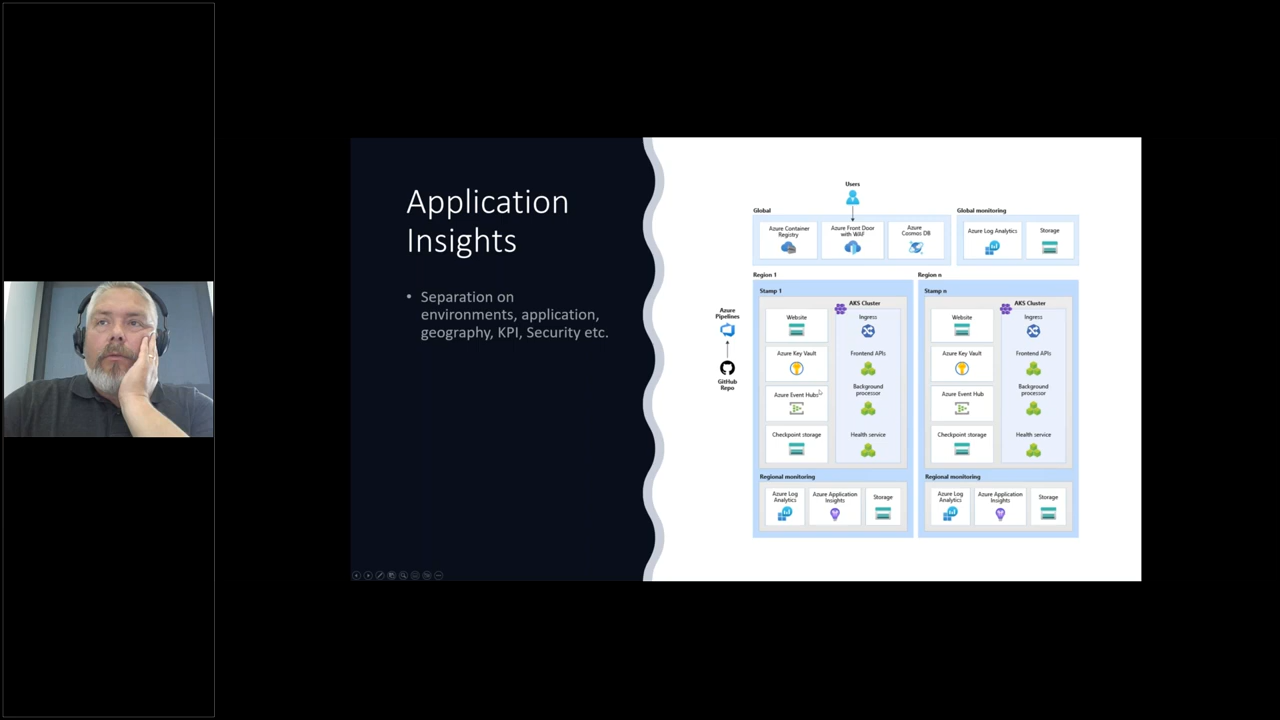 Application
Insights
• Separation on
environments, application,
geography, KPI, Security etc.
Users
Global
Azure Container
Registry
Azure Front Door
with WAF
Azure
Cosmos DB
Global monitoring
Azure Log Analytics
Storage
Azure
Pipelines
GitHub
Repo
Region 1
Stamp 1
AKS Cluster
Website
Ingress
Azure Key Vault
Frontend APIs
Azure Event Hubs
Background
processor
Checkpoint storage
Health service
Regional monitoring
Azure Log
Analytics
Azure Application
Insights
Storage
Region n
Stamp n
AKS Cluster
Website
Ingress
Azure Key Vault
Frontend APIs
Azure Event Hub
Background
processor
Checkpoint storage
Health service
Regional monitoring
Azure Log
Analytics
Azure Application
Insights
Storage